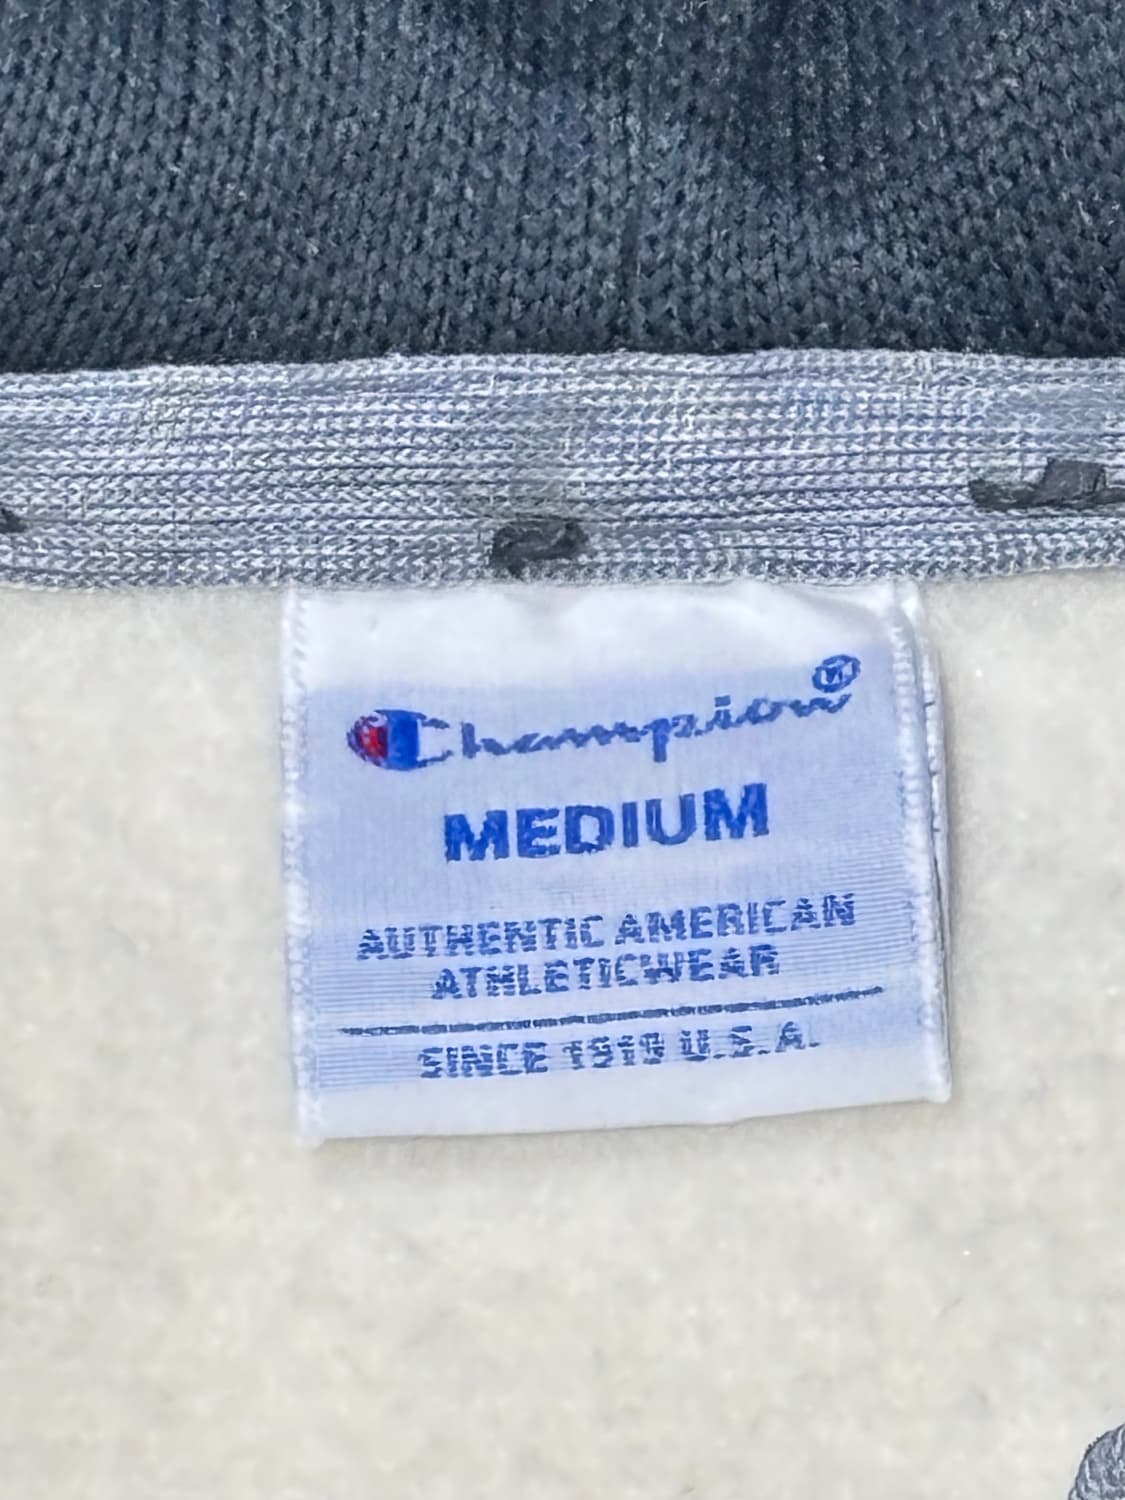 Champion®
MEDIUM
AUTHENTIC AMERICAN
ATHLETICWEAR
SINCE 1919 U.S.A.